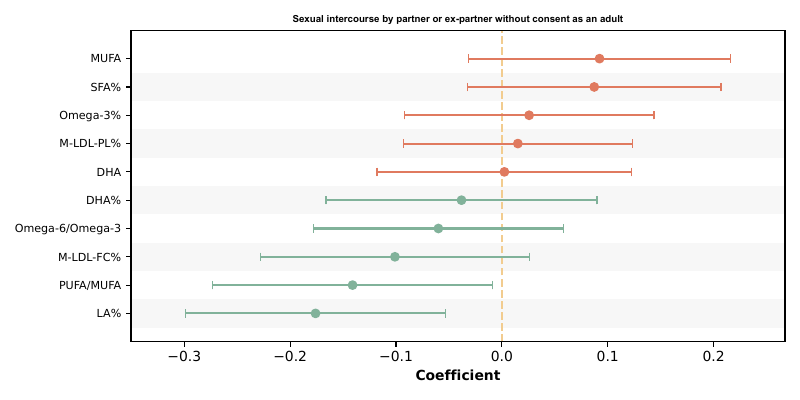 Sexual intercourse by partner or ex-partner without consent as an adult
MUFA
SFA%
Omega-3%
M-LDL-PL%
DHA
DHA%
Omega-6/Omega-3
M-LDL-FC%
PUFA/MUFA
LA%
−0.3 −0.2 −0.1 0.0 0.1 0.2
Coefficient